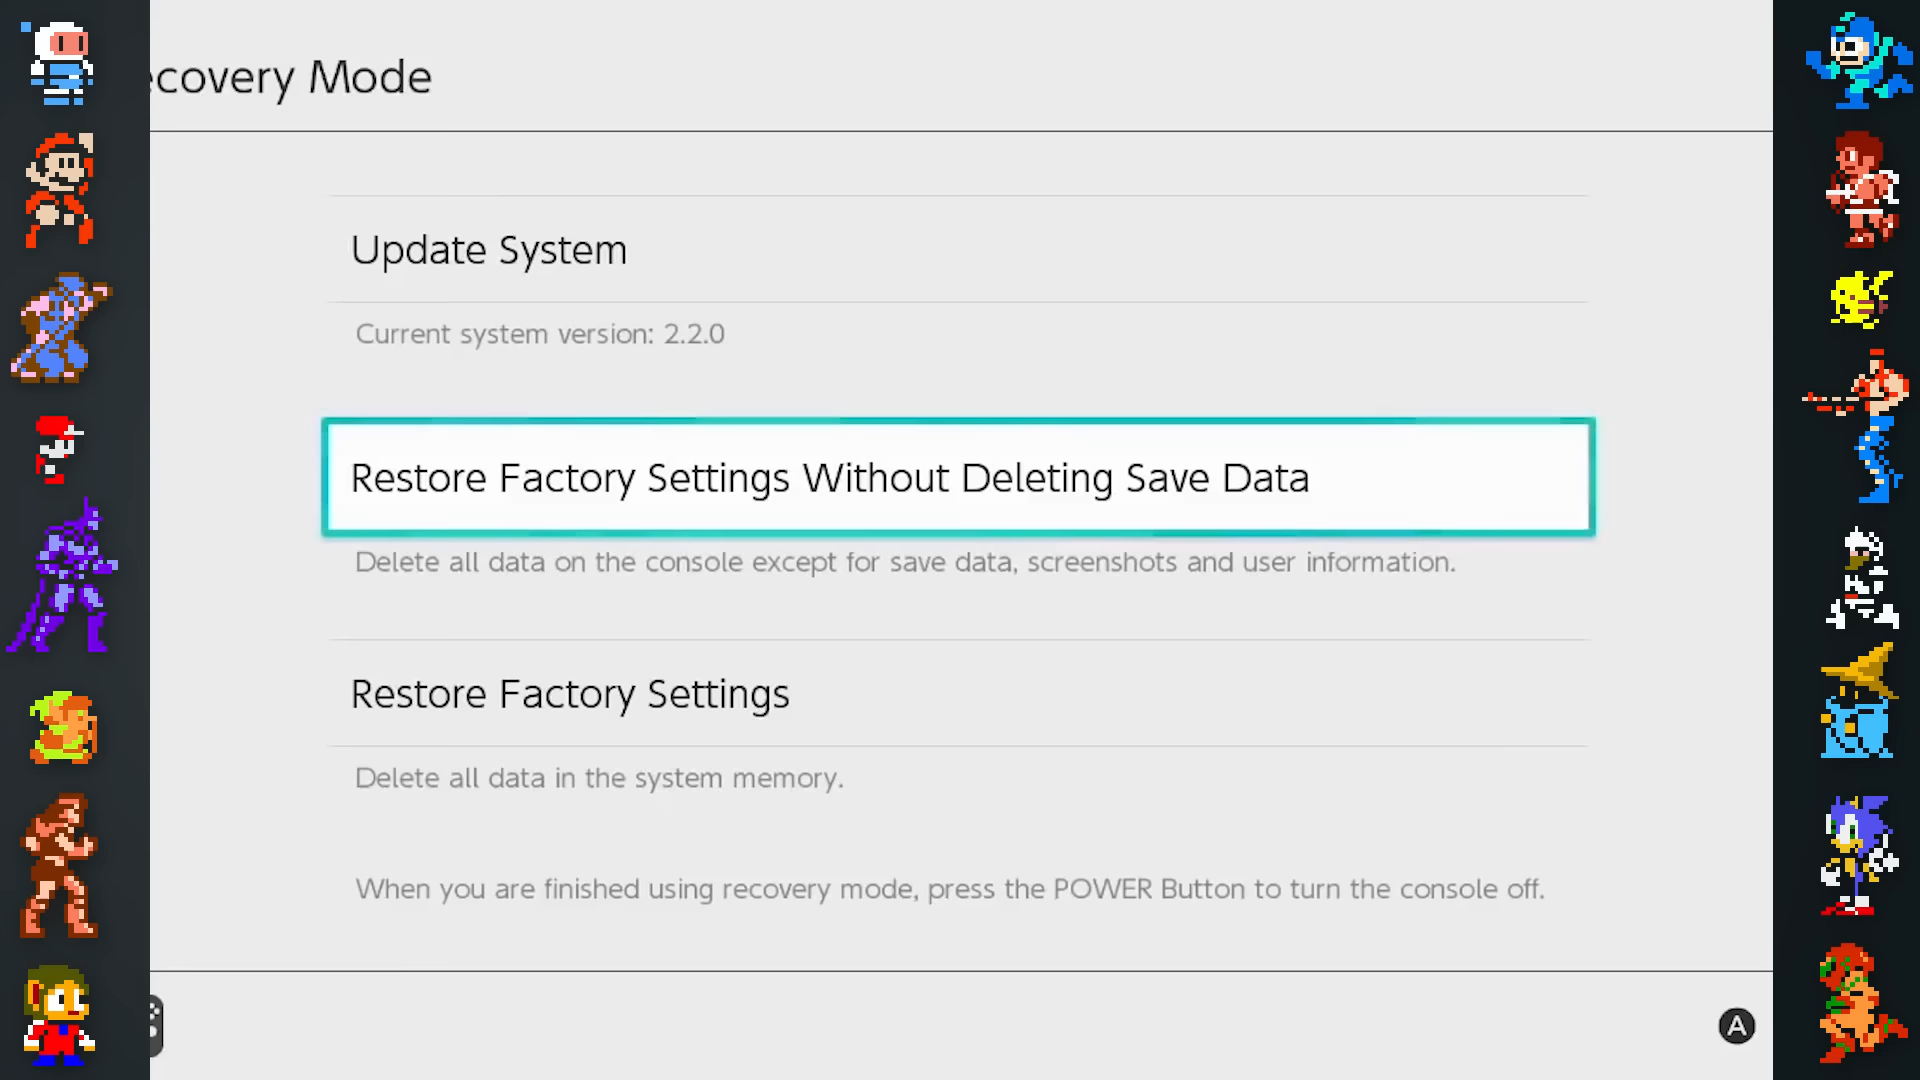 ecovery Mode
Update System
Current system version: 2.2.0
Restore Factory Settings Without Deleting Save Data
Delete all data on the console except for save data, screenshots and user information.
Restore Factory Settings
Delete all data in the system memory.
When you are finished using recovery mode, press the POWER Button to turn the console off.
A